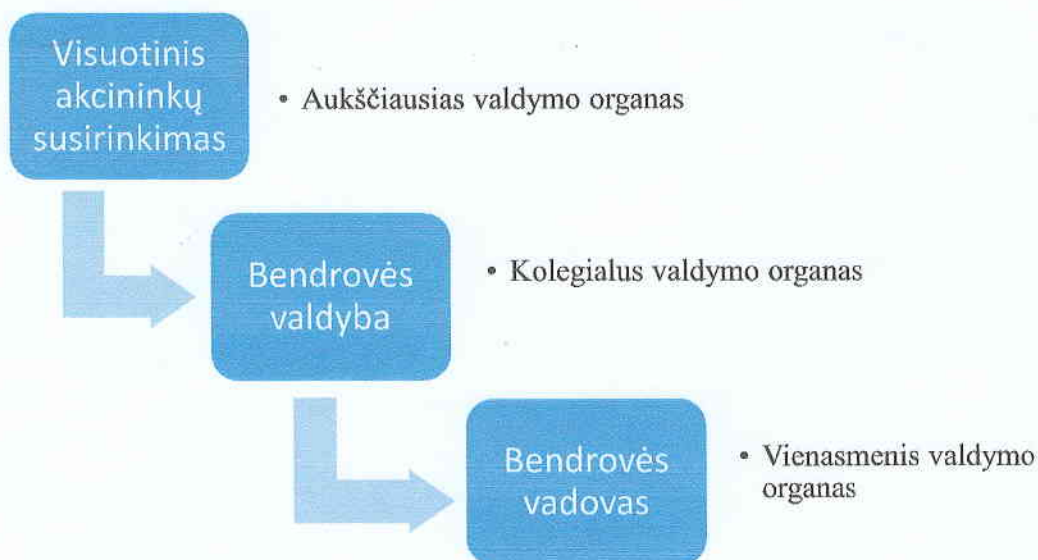 Visuotinis
akcininkų
susirinkimas
• Aukščiausias valdymo organas
Bendrovės
valdyba
• Kolegialus valdymo organas
Bendrovės
vadovas
• Vienasmenis valdymo
organas